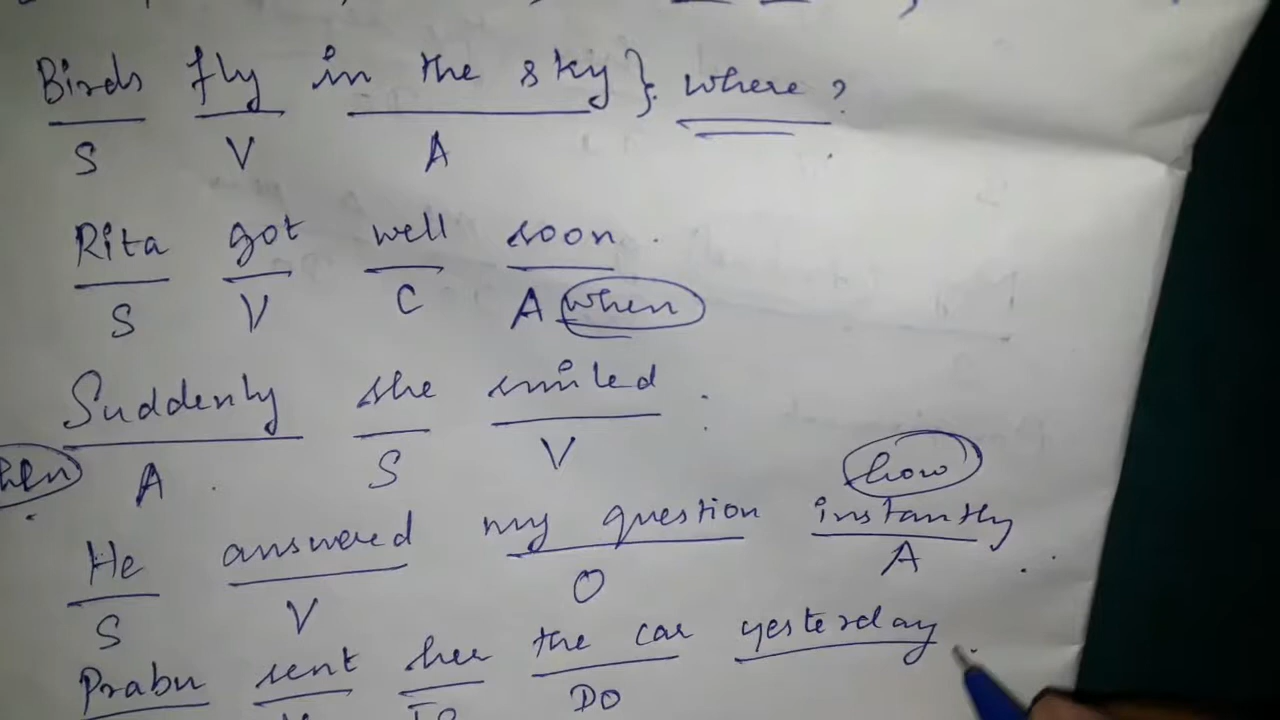 Birds fly in the sky}. where?
S V A
Rita got well soon.
S V C A when
Suddenly she smiled.
A S V
how
He answered my question instantly.
S V O A
Prabu sent her the car yesterday.
DO